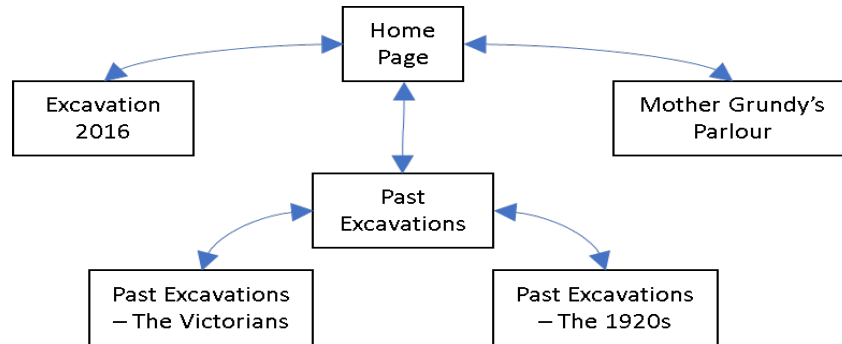 Home
Page
Excavation
2016
Mother Grundy’s
Parlour
Past
Excavations
Past Excavations
– The Victorians
Past Excavations
– The 1920s